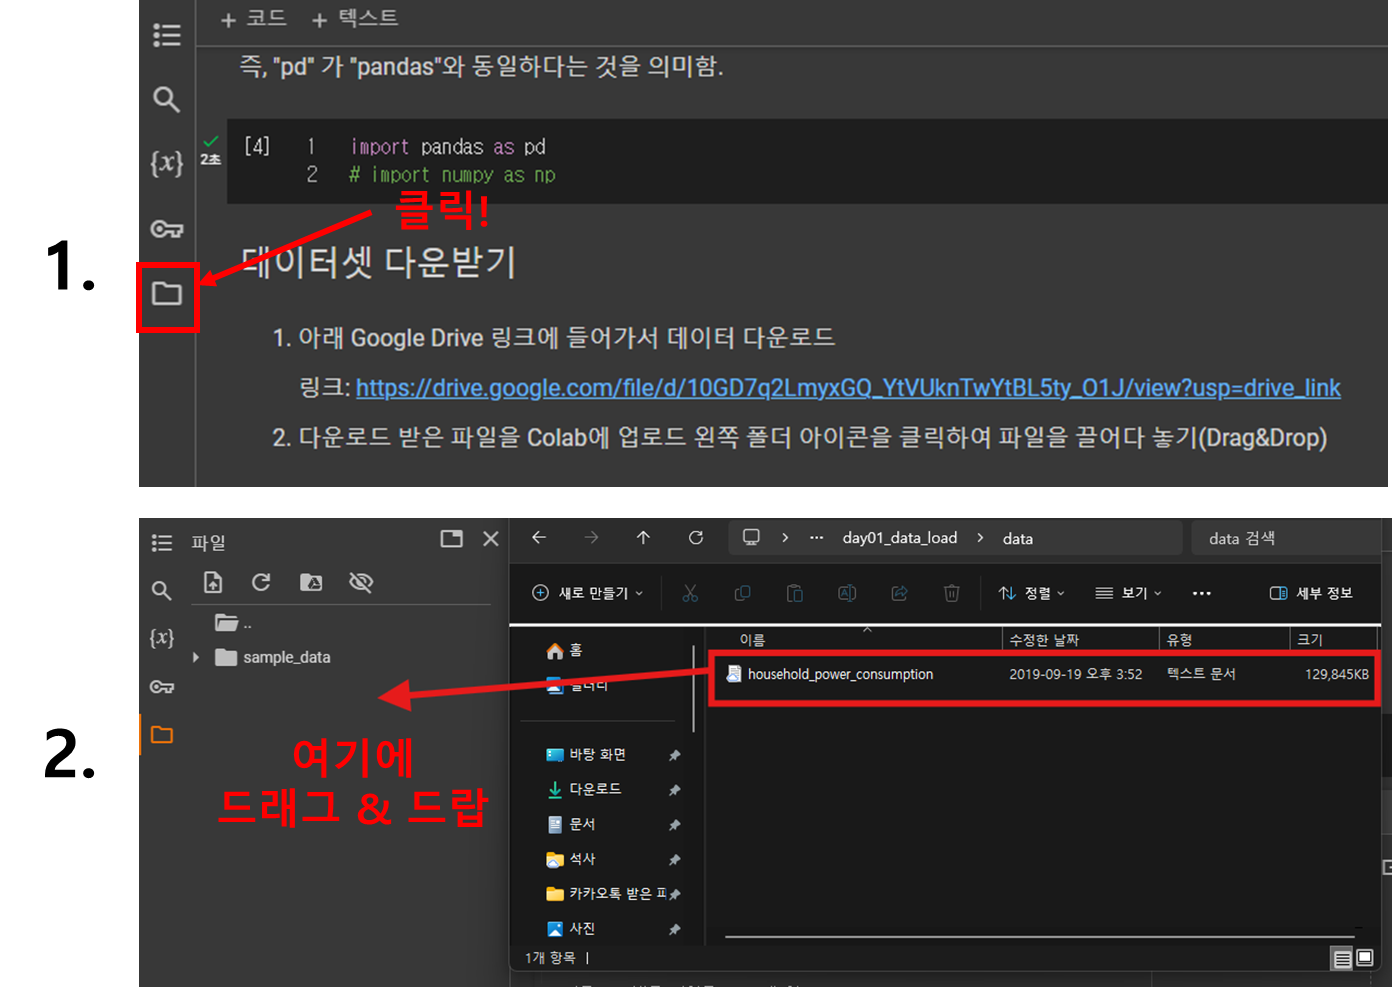 1.
+ 코드 + 텍스트
즉, "pd" 가 "pandas"와 동일하다는 것을 의미함.
{x}
2초
[4] 1 import pandas as pd
2 # import numpy as np
클릭!
데이터셋 다운받기
1. 아래 Google Drive 링크에 들어가서 데이터 다운로드
링크: https://drive.google.com/file/d/10GD7q2LmyxGQ_YtVUknTwYtBL5ty_O1J/view?usp=drive_link
2. 다운로드 받은 파일을 Colab에 업로드 왼쪽 폴더 아이콘을 클릭하여 파일을 끌어다 놓기(Drag&Drop)
2.
파일
{x}
..
sample_data
여기에
드래그 & 드랍
··· day01_data_load > data
data 검색
새로 만들기
정렬
보기
···
세부 정보
이름 수정한 날짜 유형 크기
household_power_consumption 2019-09-19 오후 3:52 텍스트 문서 129,845KB
홈
갤러리
바탕 화면
다운로드
문서
석사
카카오톡 받은 파
사진
1개 항목